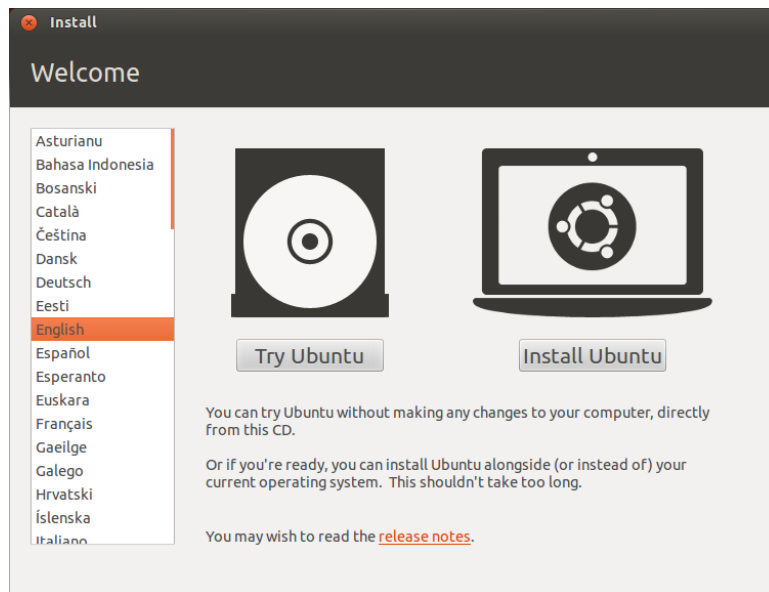 Install
Welcome
Asturianu
Bahasa Indonesia
Bosanski
Català
Čeština
Dansk
Deutsch
Eesti
English
Español
Esperanto
Euskara
Français
Gaeilge
Galego
Hrvatski
Íslenska
Italiano
Try Ubuntu
Install Ubuntu
You can try Ubuntu without making any changes to your computer, directly
from this CD.
Or if you're ready, you can install Ubuntu alongside (or instead of) your
current operating system.  This shouldn't take too long.
You may wish to read the release notes.